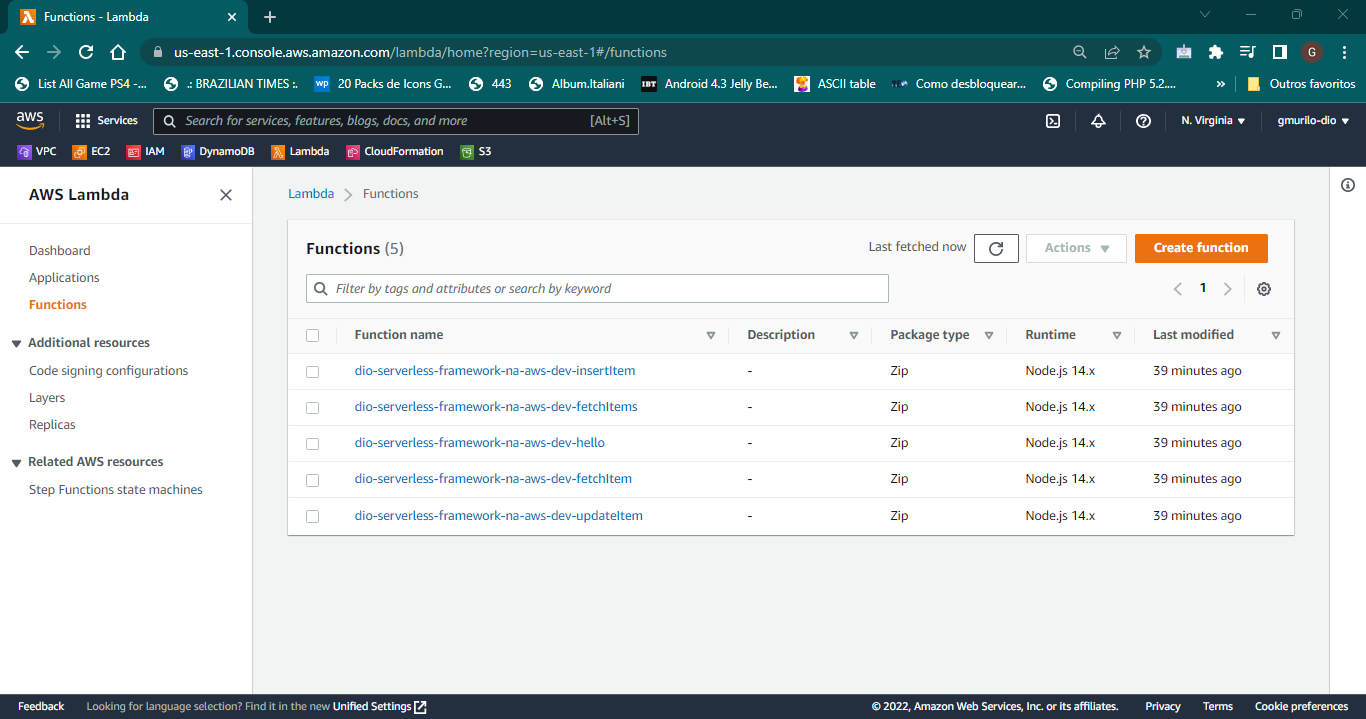 Functions - Lambda
us-east-1.console.aws.amazon.com/lambda/home?region=us-east-1#/functions
G
List All Game PS4 -...
.: BRAZILIAN TIMES :.
wp 20 Packs de Icons G...
443
Album.Italiani
IBT Android 4.3 Jelly Be...
ASCII table
Como desbloquear...
Compiling PHP 5.2....
»
Outros favoritos
aws
Services
Search for services, features, blogs, docs, and more [Alt+S]
N. Virginia
gmurilo-dio
VPC EC2 IAM DynamoDB Lambda CloudFormation S3
AWS Lambda
Dashboard
Applications
Functions
Additional resources
Code signing configurations
Layers
Replicas
Related AWS resources
Step Functions state machines
Lambda Functions
Functions (5)
Last fetched now
Actions
Create function
Filter by tags and attributes or search by keyword
1
Function name Description Package type Runtime Last modified
dio-serverless-framework-na-aws-dev-insertItem - Zip Node.js 14.x 39 minutes ago
dio-serverless-framework-na-aws-dev-fetchItems - Zip Node.js 14.x 39 minutes ago
dio-serverless-framework-na-aws-dev-hello - Zip Node.js 14.x 39 minutes ago
dio-serverless-framework-na-aws-dev-fetchItem - Zip Node.js 14.x 39 minutes ago
dio-serverless-framework-na-aws-dev-updateItem - Zip Node.js 14.x 39 minutes ago
Feedback
Looking for language selection? Find it in the new Unified Settings
© 2022, Amazon Web Services, Inc. or its affiliates.
Privacy
Terms
Cookie preferences